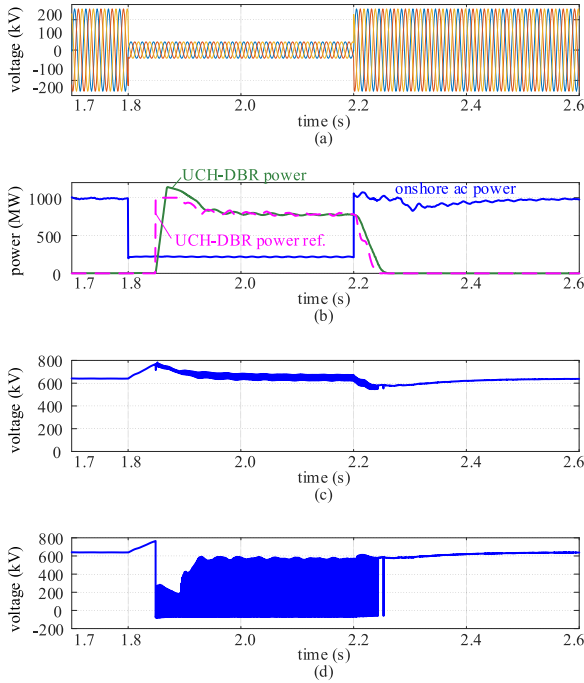 voltage (kV)
200
100
0
-100
-200
1.7
1.8
2.0
2.2
2.4
2.6
time (s)
(a)
UCH-DBR power
onshore ac power
UCH-DBR power ref.
power (MW)
1000
500
0
1.7
1.8
2.0
2.2
2.4
2.6
time (s)
(b)
voltage (kV)
800
600
400
200
0
1.7
1.8
2.0
2.2
2.4
2.6
time (s)
(c)
voltage (kV)
800
600
400
200
0
-200
1.7
1.8
2.0
2.2
2.4
2.6
time (s)
(d)